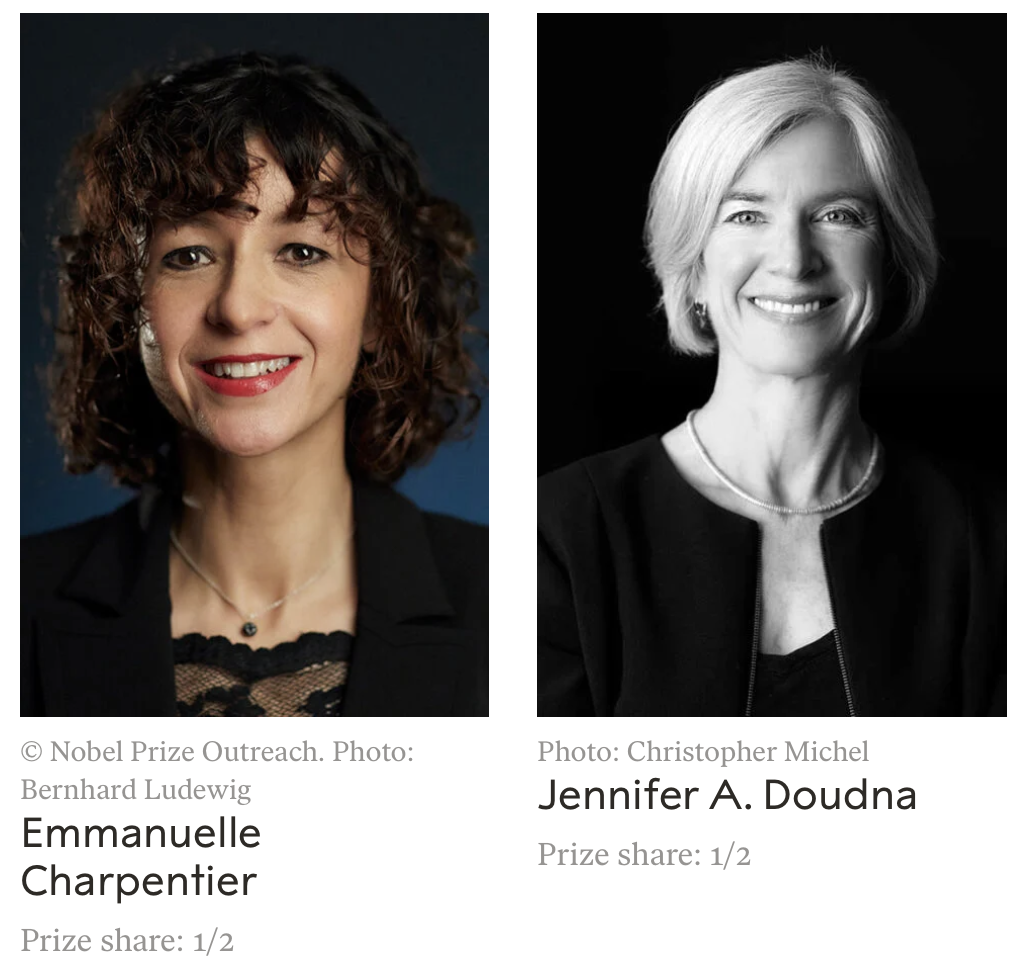 © Nobel Prize Outreach. Photo:
Bernhard Ludewig
Emmanuelle
Charpentier
Prize share: 1/2
Photo: Christopher Michel
Jennifer A. Doudna
Prize share: 1/2